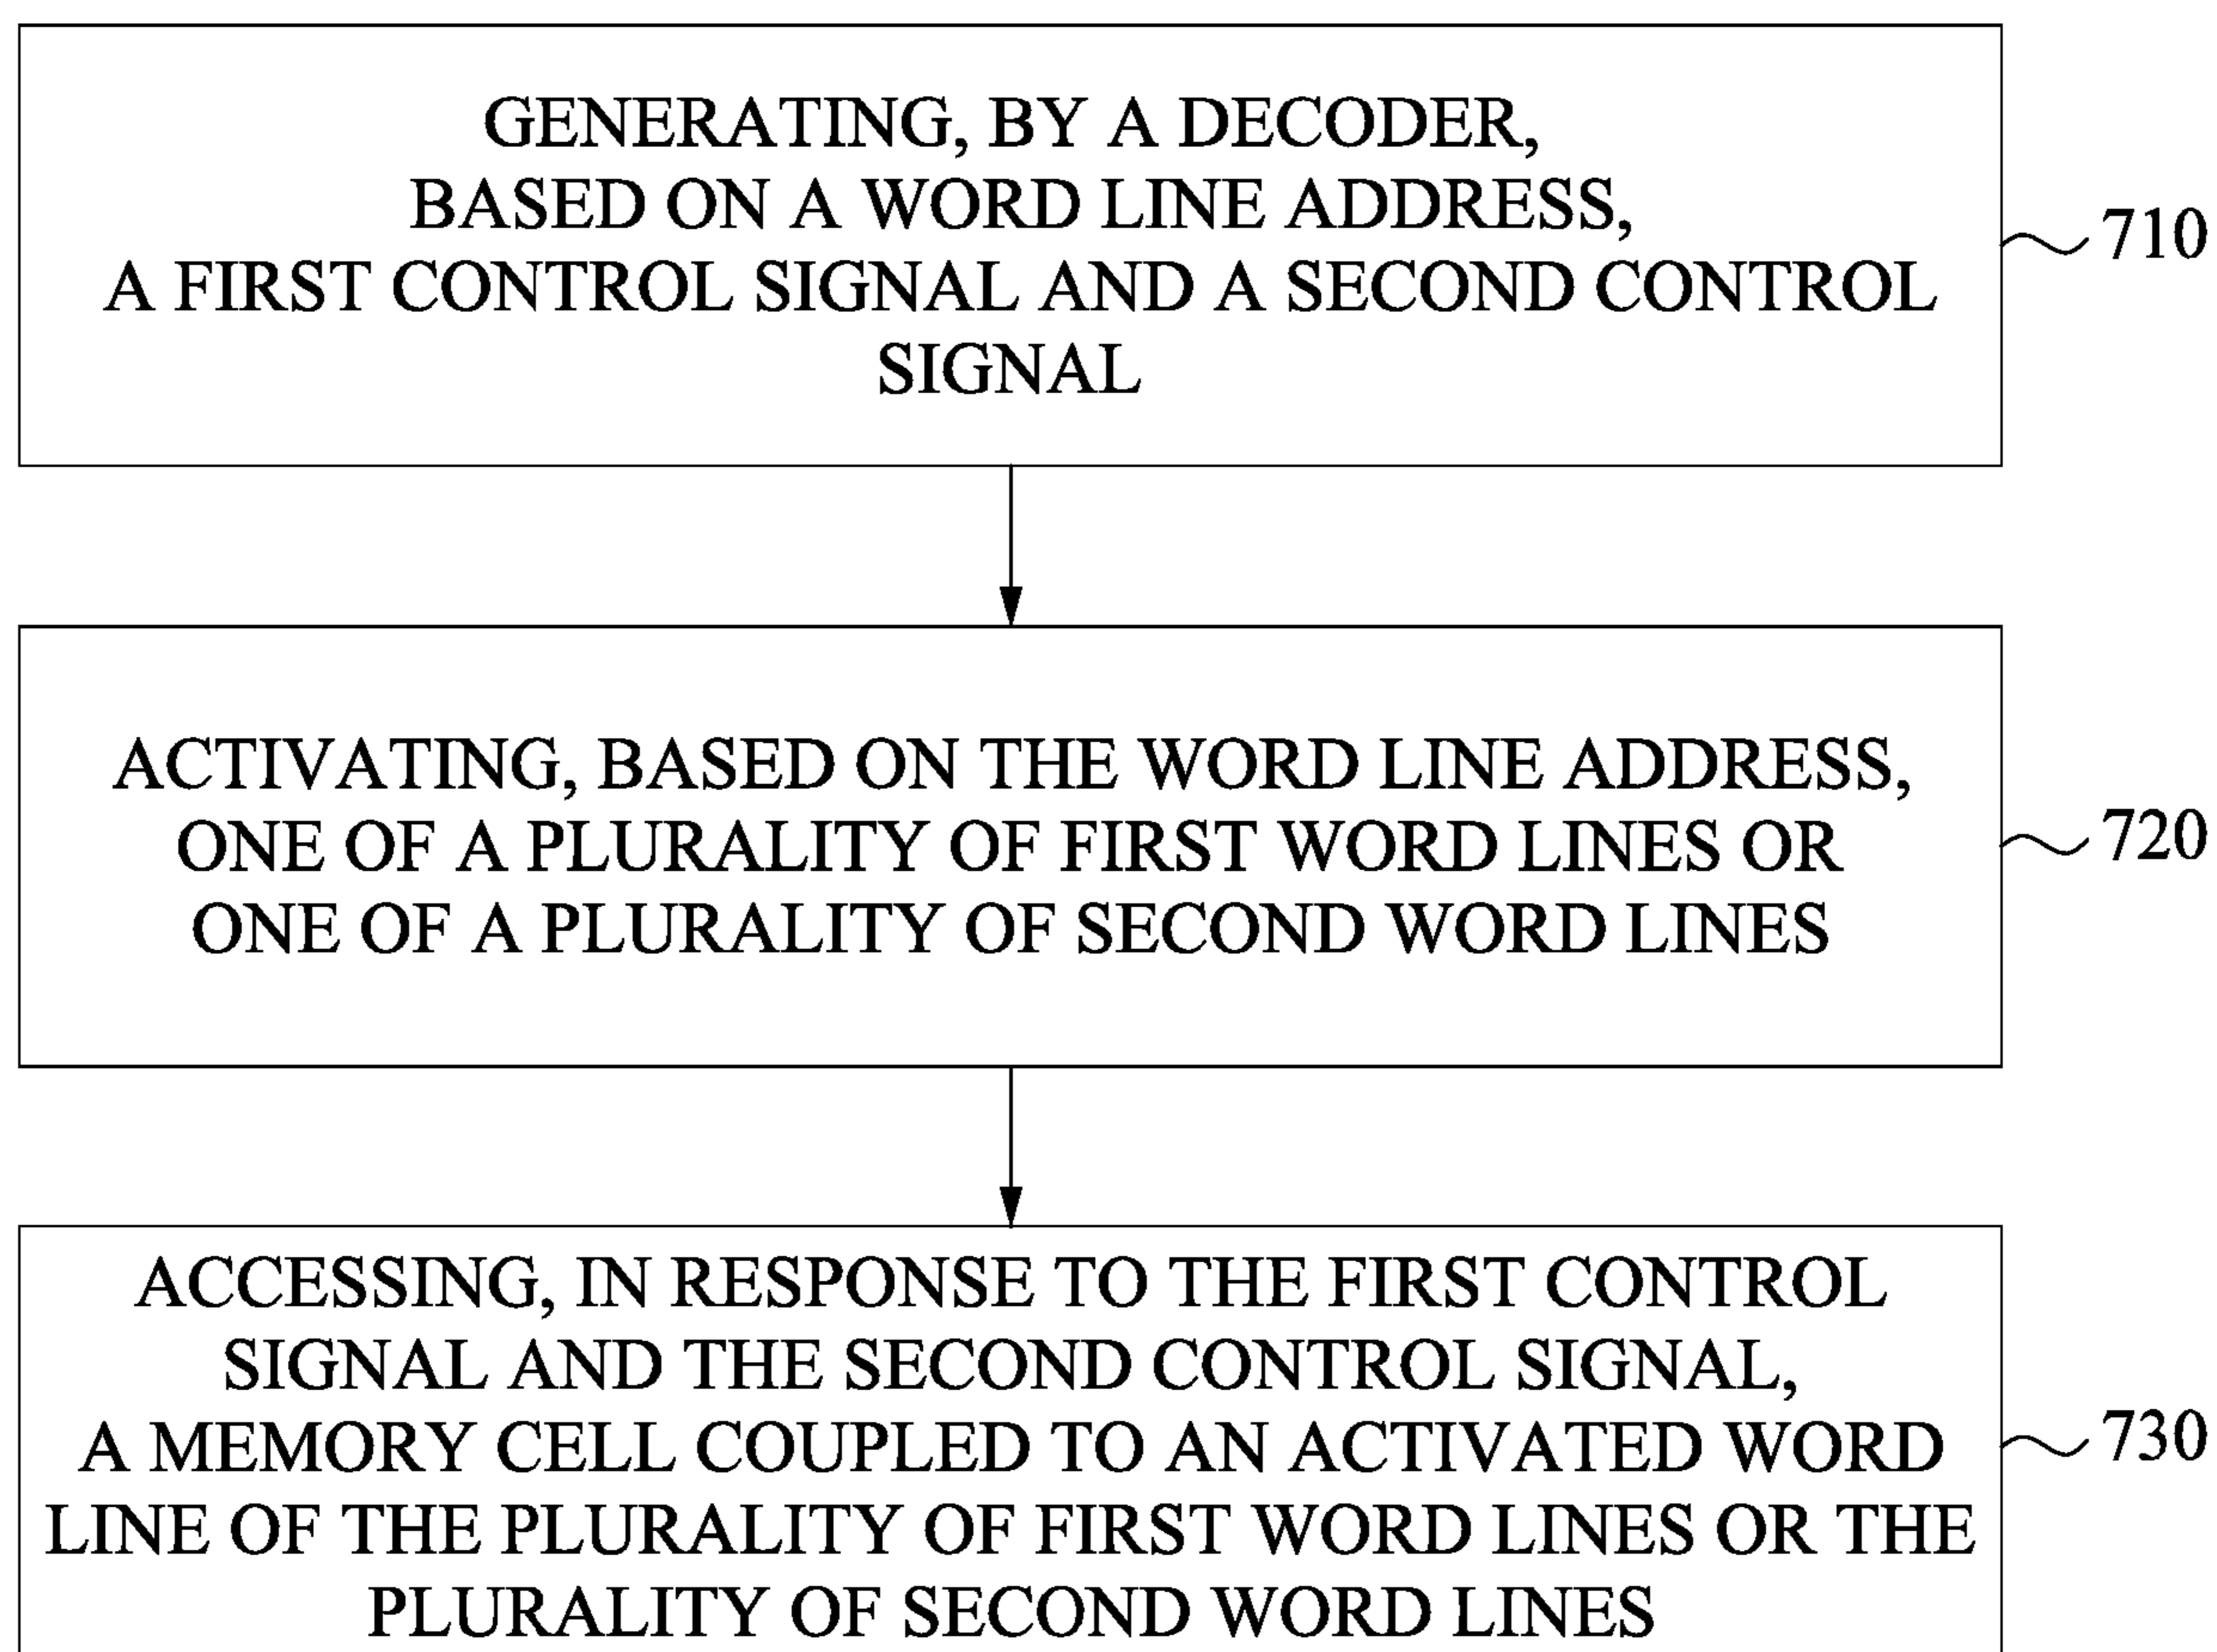 GENERATING, BY A DECODER,
BASED ON A WORD LINE ADDRESS,
A FIRST CONTROL SIGNAL AND A SECOND CONTROL
SIGNAL
710
ACTIVATING, BASED ON THE WORD LINE ADDRESS,
ONE OF A PLURALITY OF FIRST WORD LINES OR
ONE OF A PLURALITY OF SECOND WORD LINES
720
ACCESSING, IN RESPONSE TO THE FIRST CONTROL
SIGNAL AND THE SECOND CONTROL SIGNAL,
A MEMORY CELL COUPLED TO AN ACTIVATED WORD
LINE OF THE PLURALITY OF FIRST WORD LINES OR THE
PLURALITY OF SECOND WORD LINES
730